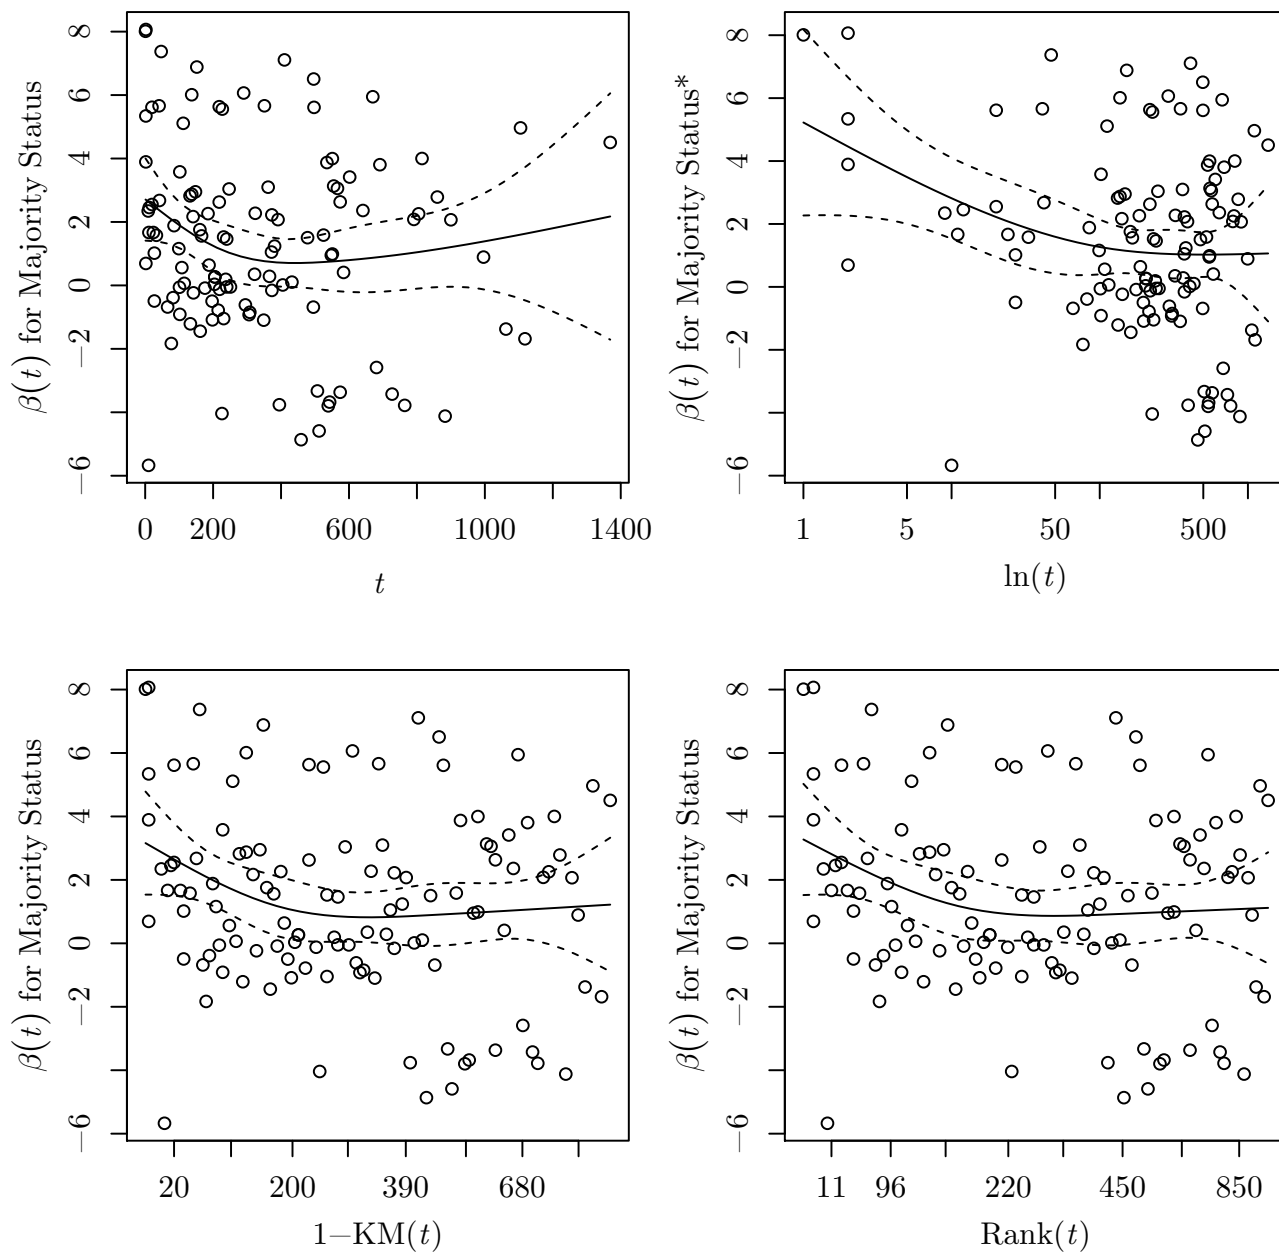 β(t) for Majority Status
8
6
4
2
0
−2
−6
0 200 600 1000 1400
t
β(t) for Majority Status*
8
6
4
2
0
−2
−6
1 5 50 500
ln(t)
β(t) for Majority Status
8
6
4
2
0
−2
−6
20 200 390 680
1−KM(t)
β(t) for Majority Status
8
6
4
2
0
−2
−6
11 96 220 450 850
Rank(t)